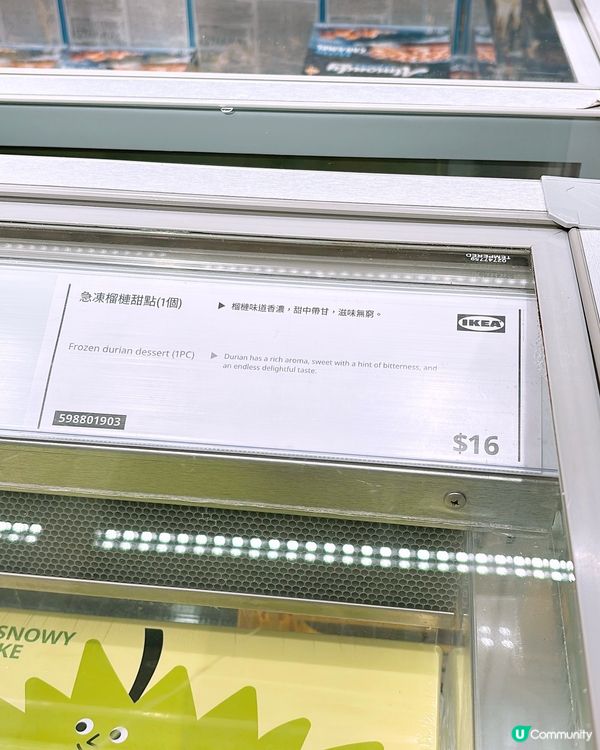 Almondy
TEMPERED
急凍榴槤甜點(1個)
▶ 榴槤味道香濃，甜中帶甘，滋味無窮。
IKEA
Frozen durian dessert (1PC)
▶ Durian has a rich aroma, sweet with a hint of bitterness, and
an endless delightful taste.
598801903
$16
SNOWY
KE
U Community